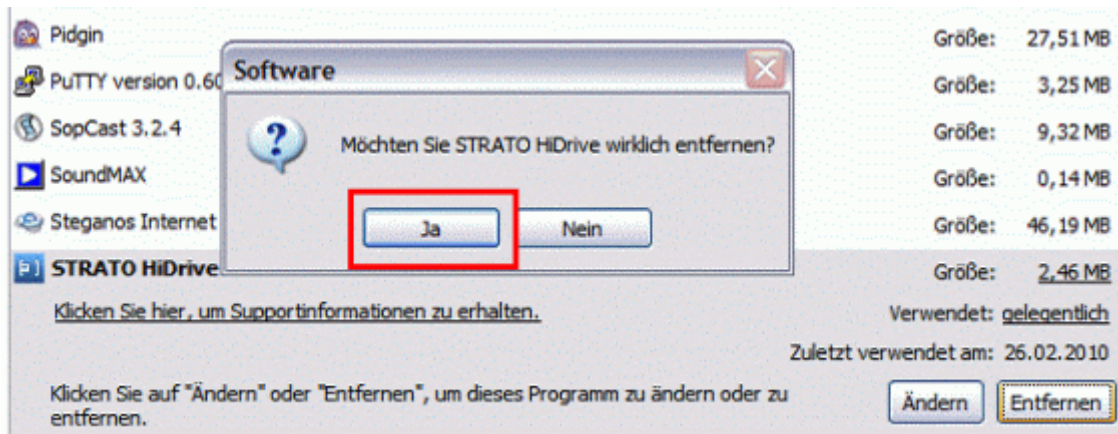 Pidgin Größe: 27,51 MB
Software
PuTTY version 0.60 Größe: 3,25 MB
SopCast 3.2.4 Größe: 9,32 MB
Möchten Sie STRATO HiDrive wirklich entfernen?
SoundMAX Größe: 0,14 MB
Steganos Internet Größe: 46,19 MB
Ja Nein
STRATO HiDrive Größe: 2,46 MB
Klicken Sie hier, um Supportinformationen zu erhalten. Verwendet: gelegentlich
Zuletzt verwendet am: 26.02.2010
Klicken Sie auf "Ändern" oder "Entfernen", um dieses Programm zu ändern oder zu
entfernen.
Ändern Entfernen